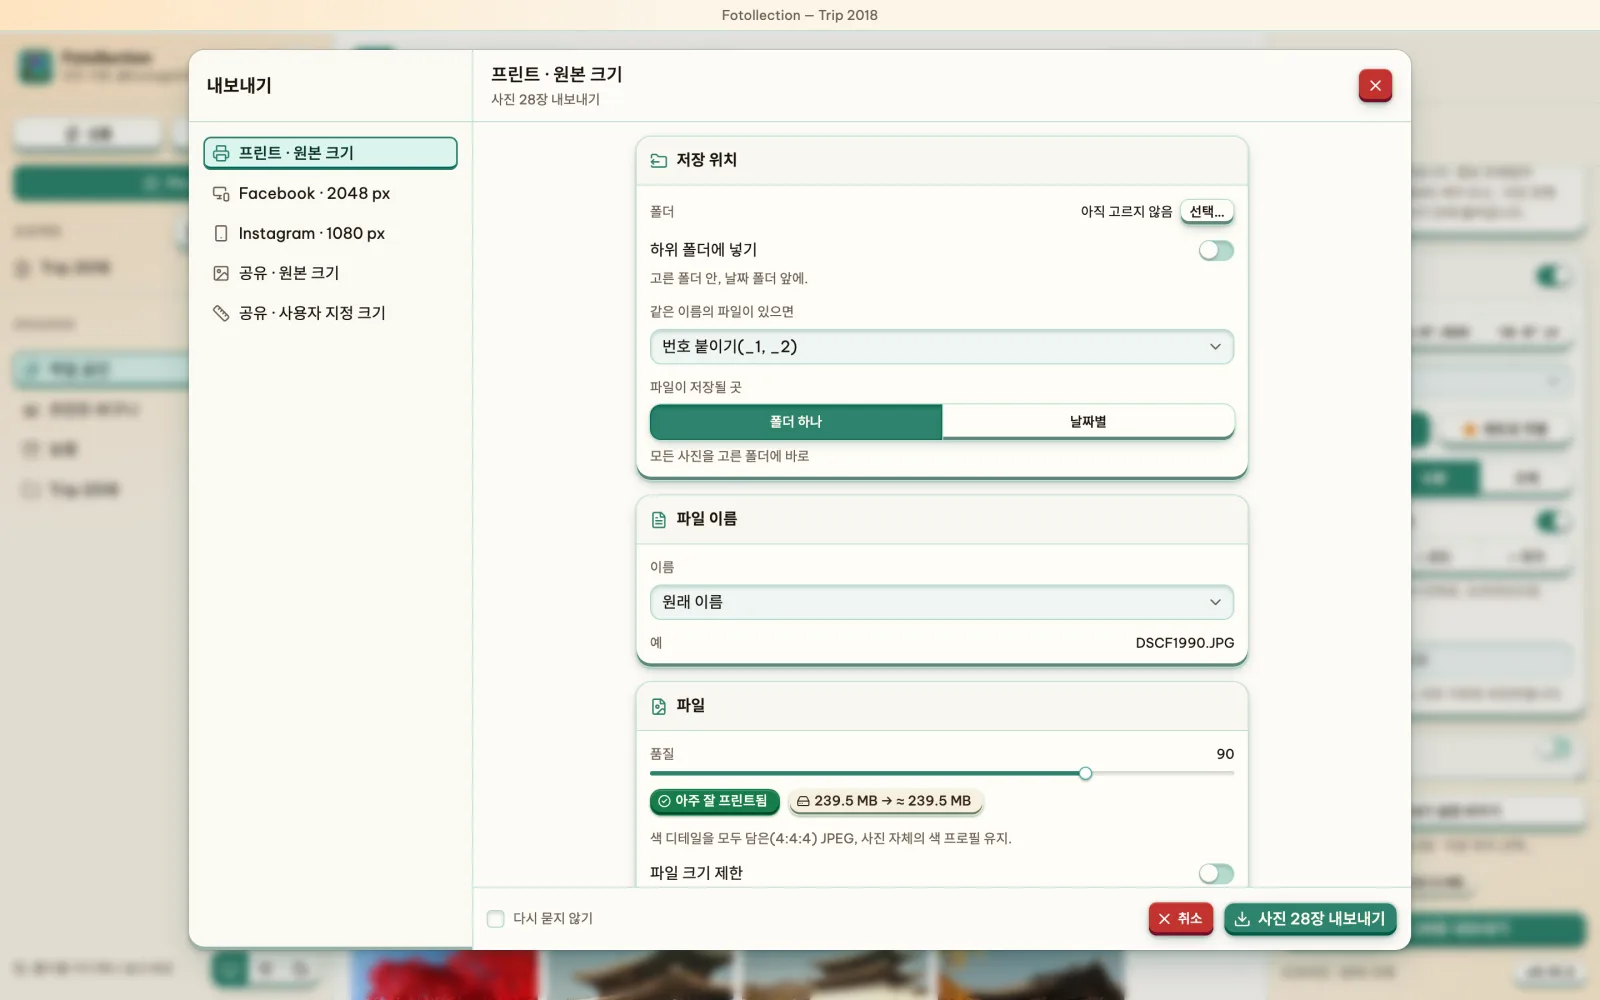 Fotollection — Trip 2018
내보내기
프린트 · 원본 크기
Facebook · 2048 px
Instagram · 1080 px
공유 · 원본 크기
공유 · 사용자 지정 크기
프린트 · 원본 크기
사진 28장 내보내기
저장 위치
폴더
아직 고르지 않음
선택...
하위 폴더에 넣기
고른 폴더 안, 날짜 폴더 앞에.
같은 이름의 파일이 있으면
번호 붙이기(_1, _2)
파일이 저장될 곳
폴더 하나
날짜별
모든 사진을 고른 폴더에 바로
파일 이름
이름
원래 이름
예
DSCF1990.JPG
파일
품질
90
아주 잘 프린트됨
239.5 MB → ≈ 239.5 MB
색 디테일을 모두 담은(4:4:4) JPEG, 사진 자체의 색 프로필 유지.
파일 크기 제한
다시 묻지 않기
취소
사진 28장 내보내기